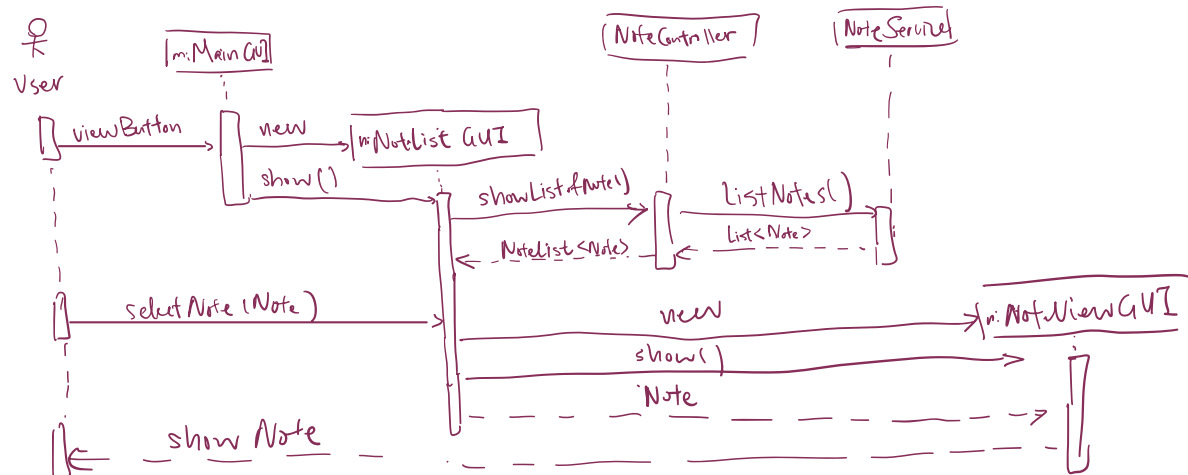 User
n:MainGUI
NoteController
NoteService
viewButton
new
n:NoteList GUI
show()
showListofNote()
ListNotes()
NoteList<Note>
List<Note>
selectNote(Note)
new
n:NoteViewGUI
show()
Note
show Note